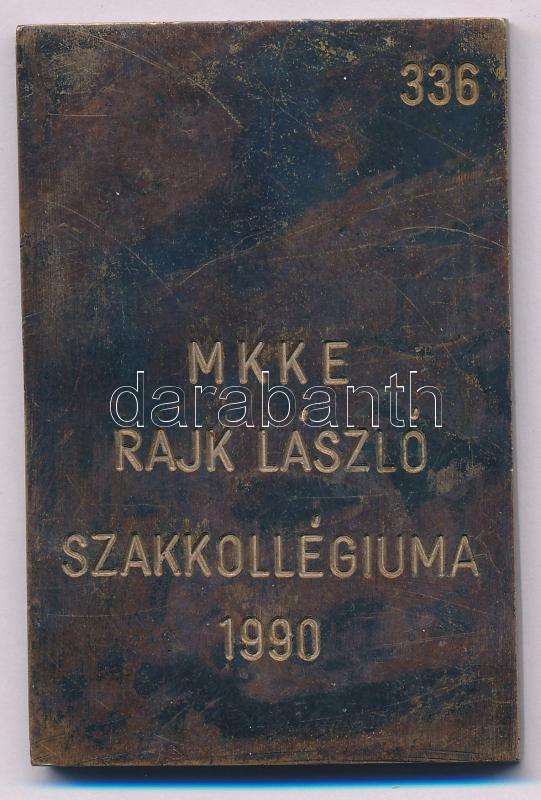 336
MKKE
darabanth
RAJK LÁSZLÓ
SZAKKOLLÉGIUMA
1990